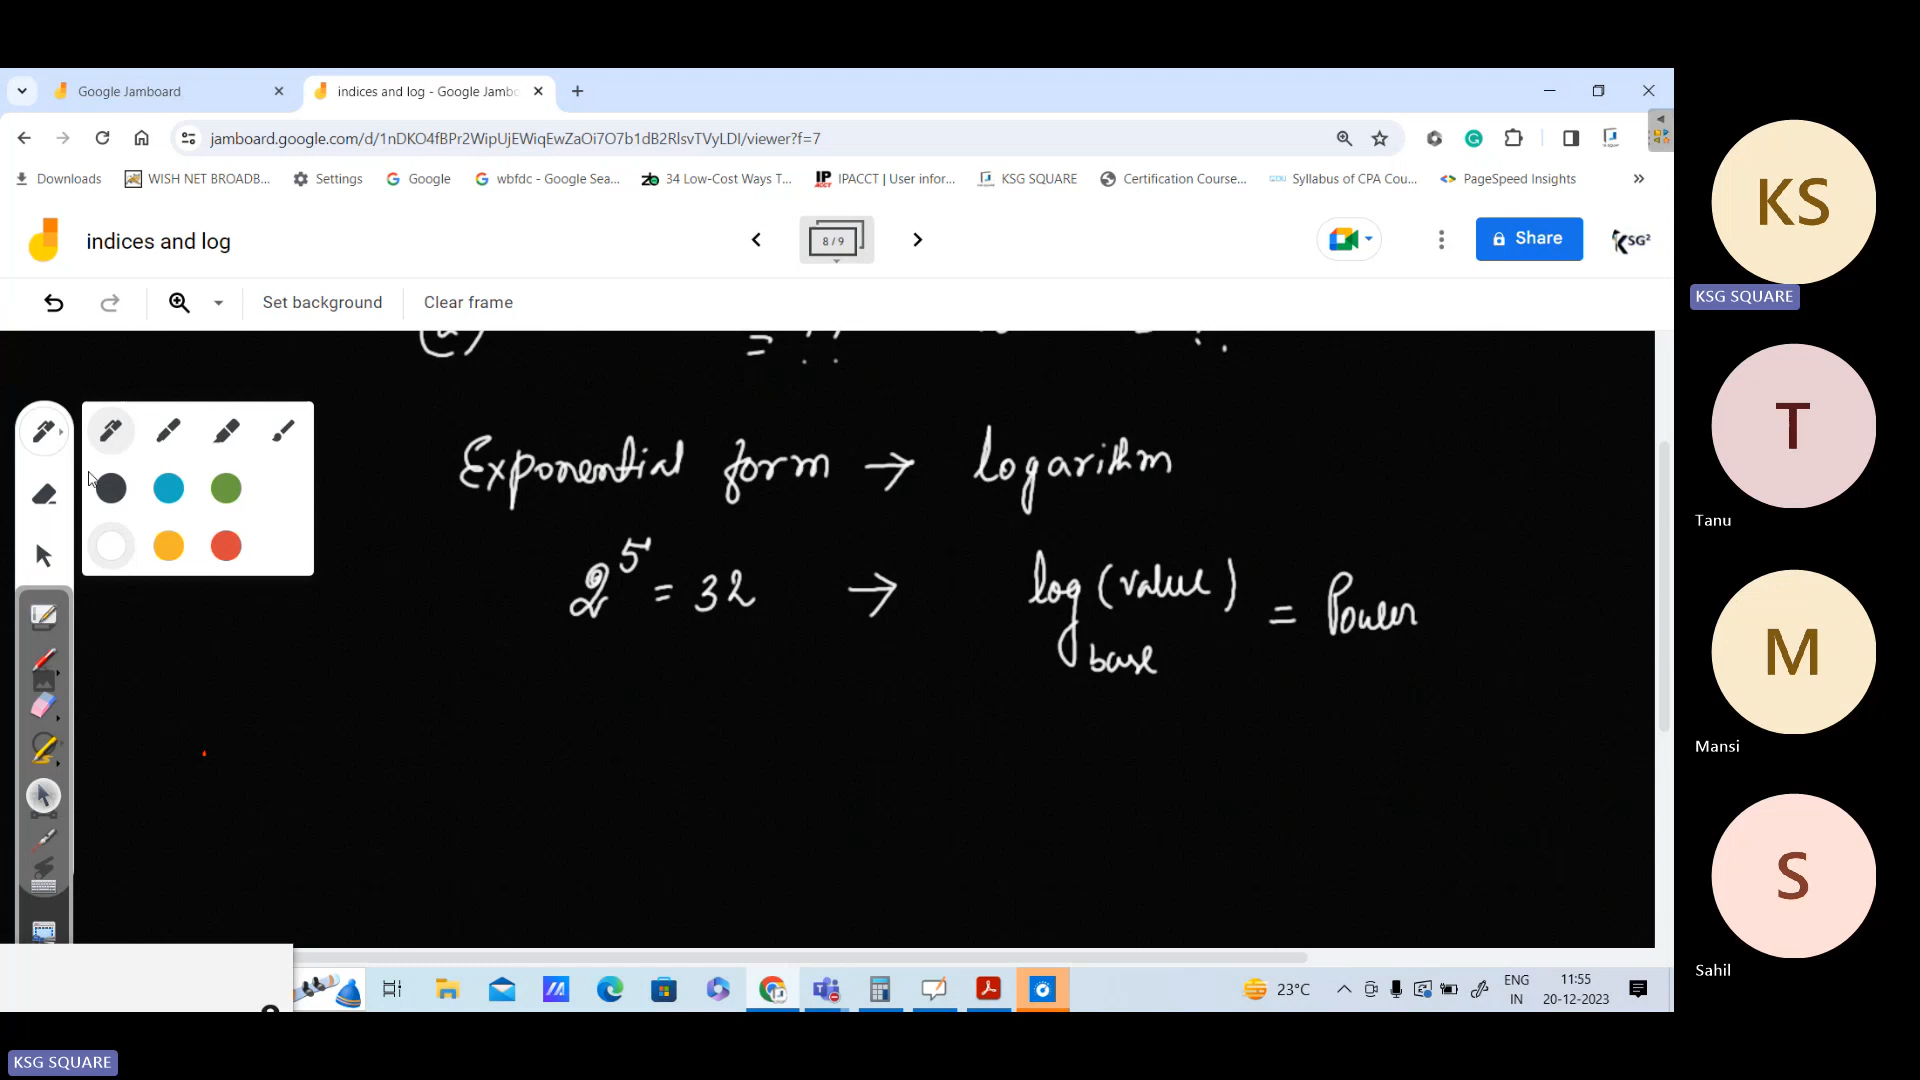 Google Jamboard
indices and log - Google Jambo
jamboard.google.com/d/1nDKO4fBPr2WipUjEWiqEwZaOi7O7b1dB2RlsvTVyLDI/viewer?f=7
Downloads WISH NET BROADB... Settings Google wbfdc - Google Sea... 34 Low-Cost Ways T... IPACCT | User infor... KSG SQUARE Certification Course... Syllabus of CPA Cou... PageSpeed Insights »
indices and log 8 / 9 Share KSG²
Set background Clear frame
= ?? = ?
Exponential form → logarithm
2⁵ = 32 → log (value) = Power
base
23°C ENG 11:55
IN 20-12-2023
KS
KSG SQUARE
T
Tanu
M
Mansi
S
Sahil
KSG SQUARE